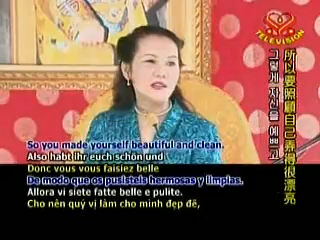 TELEVISION
所以要照顧自己弄得很漂亮
그렇게 자신을 예쁘고
So you made yourself beautiful and clean.
Also habt ihr euch schön und
Donc vous vous faisiez belle
De modo que os pusisteis hermosas y limpias.
Allora vi siete fatte belle e pulite.
Cho nên quý vị làm cho mình đẹp đẽ,